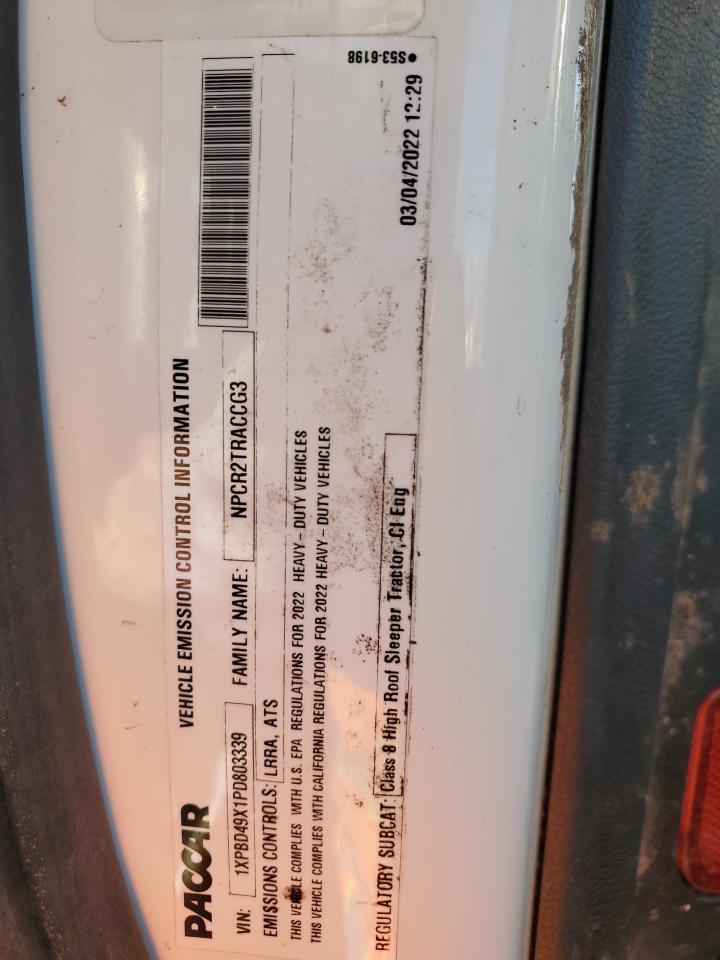 PACCAR
VEHICLE EMISSION CONTROL INFORMATION
VIN: 1XPBD49X1PD803339 FAMILY NAME: NPCR2TRACCG3
EMISSIONS CONTROLS: LRRA, ATS
THIS VEHICLE COMPLIES WITH U.S. EPA REGULATIONS FOR 2022 HEAVY-DUTY VEHICLES
THIS VEHICLE COMPLIES WITH CALIFORNIA REGULATIONS FOR 2022 HEAVY-DUTY VEHICLES
REGULATORY SUBCAT: Class 8 High Roof Sleeper Tractor, CI Eng
03/04/2022 12:29
S53-6198